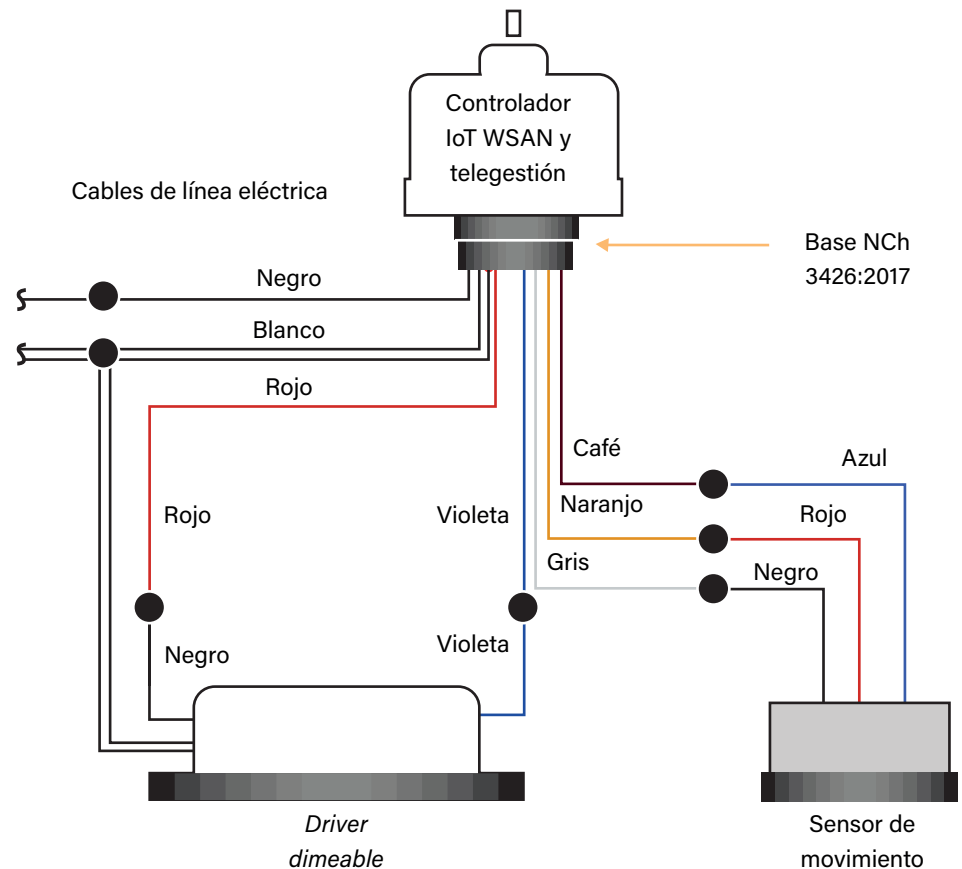 Controlador
IoT WSAN y
telegestión
Cables de línea eléctrica
Base NCh
3426:2017
Negro
Blanco
Rojo
Café
Azul
Naranjo
Rojo
Rojo
Violeta
Gris
Negro
Negro
Violeta
Driver
dimeable
Sensor de
movimiento